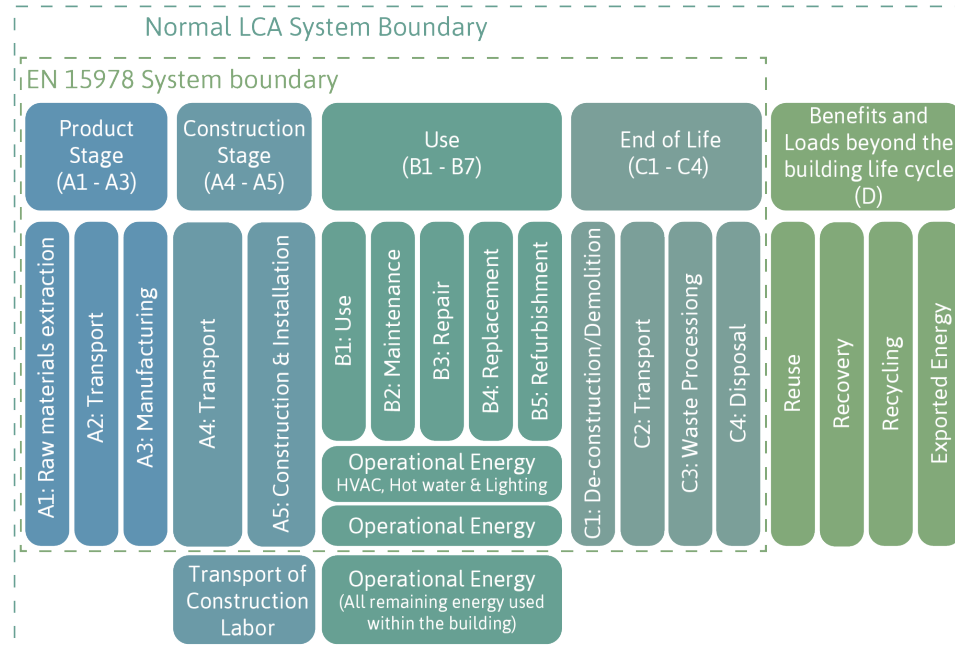 Normal LCA System Boundary
EN 15978 System boundary
Product
Stage
(A1 - A3)
Construction
Stage
(A4 - A5)
Use
(B1 - B7)
End of Life
(C1 - C4)
Benefits and
Loads beyond the
building life cycle
(D)
A1: Raw materials extraction
A2: Transport
A3: Manufacturing
A4: Transport
A5: Construction & Installation
B1: Use
B2: Maintenance
B3: Repair
B4: Replacement
B5: Refurbishment
Operational Energy
HVAC, Hot water & Lighting
Operational Energy
C1: De-construction/Demolition
C2: Transport
C3: Waste Processiong
C4: Disposal
Reuse
Recovery
Recycling
Exported Energy
Transport of
Construction
Labor
Operational Energy
(All remaining energy used
within the building)